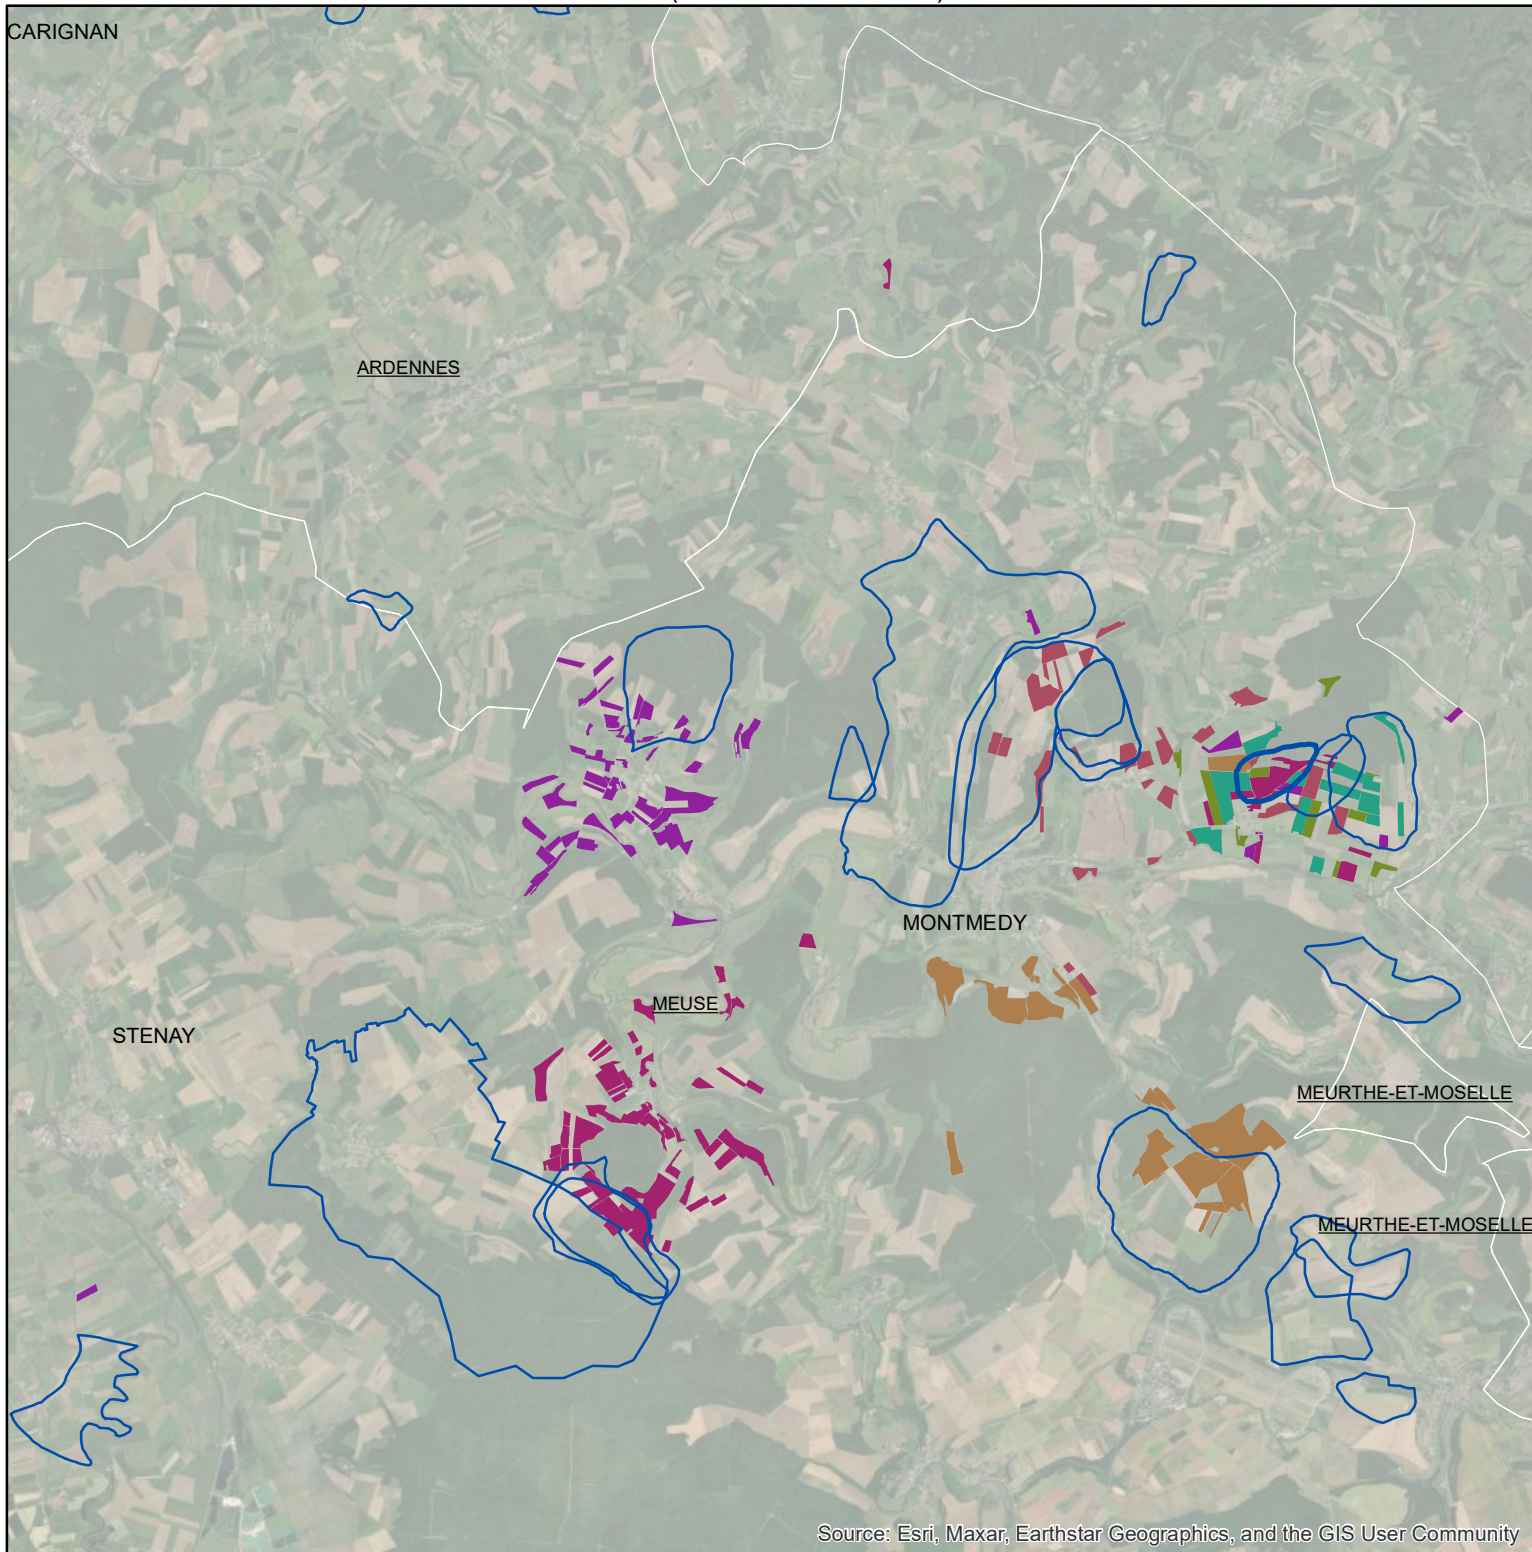 CARIGNAN
ARDENNES
MONTMEDY
MEUSE
STENAY
MEURTHE-ET-MOSELLE
MEURTHE-ET-MOSELLE
Source: Esri, Maxar, Earthstar Geographics, and the GIS User Community